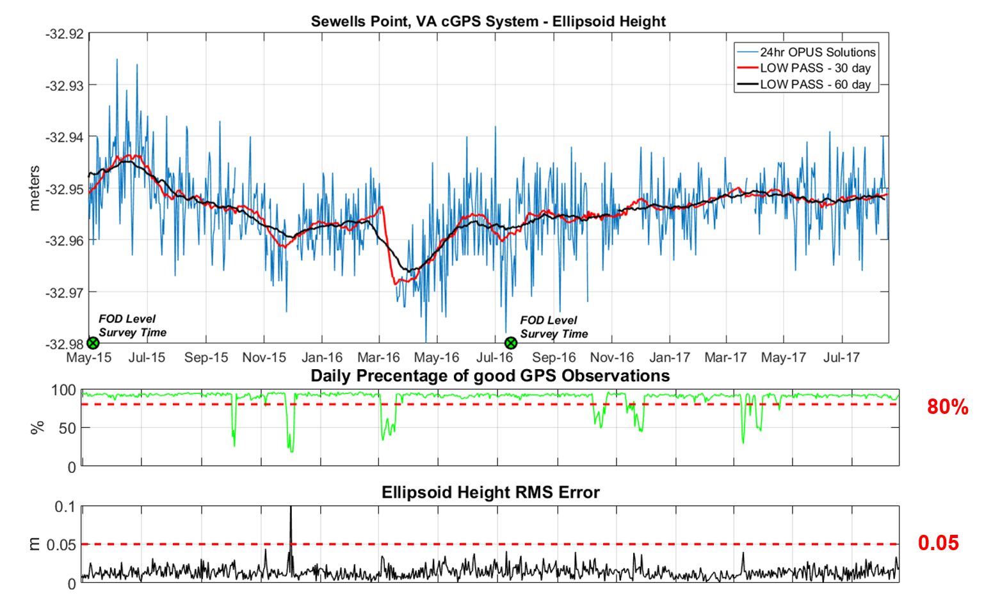 Sewells Point, VA cGPS System - Ellipsoid Height
-32.92
-32.93
-32.94
-32.95
-32.96
-32.97
-32.98
meters
24hr OPUS Solutions
LOW PASS - 30 day
LOW PASS - 60 day
FOD Level
Survey Time
FOD Level
Survey Time
May-15 Jul-15 Sep-15 Nov-15 Jan-16 Mar-16 May-16 Jul-16 Sep-16 Nov-16 Jan-17 Mar-17 May-17 Jul-17
Daily Precentage of good GPS Observations
100
50
0
%
80%
Ellipsoid Height RMS Error
0.1
0.05
0
m
0.05